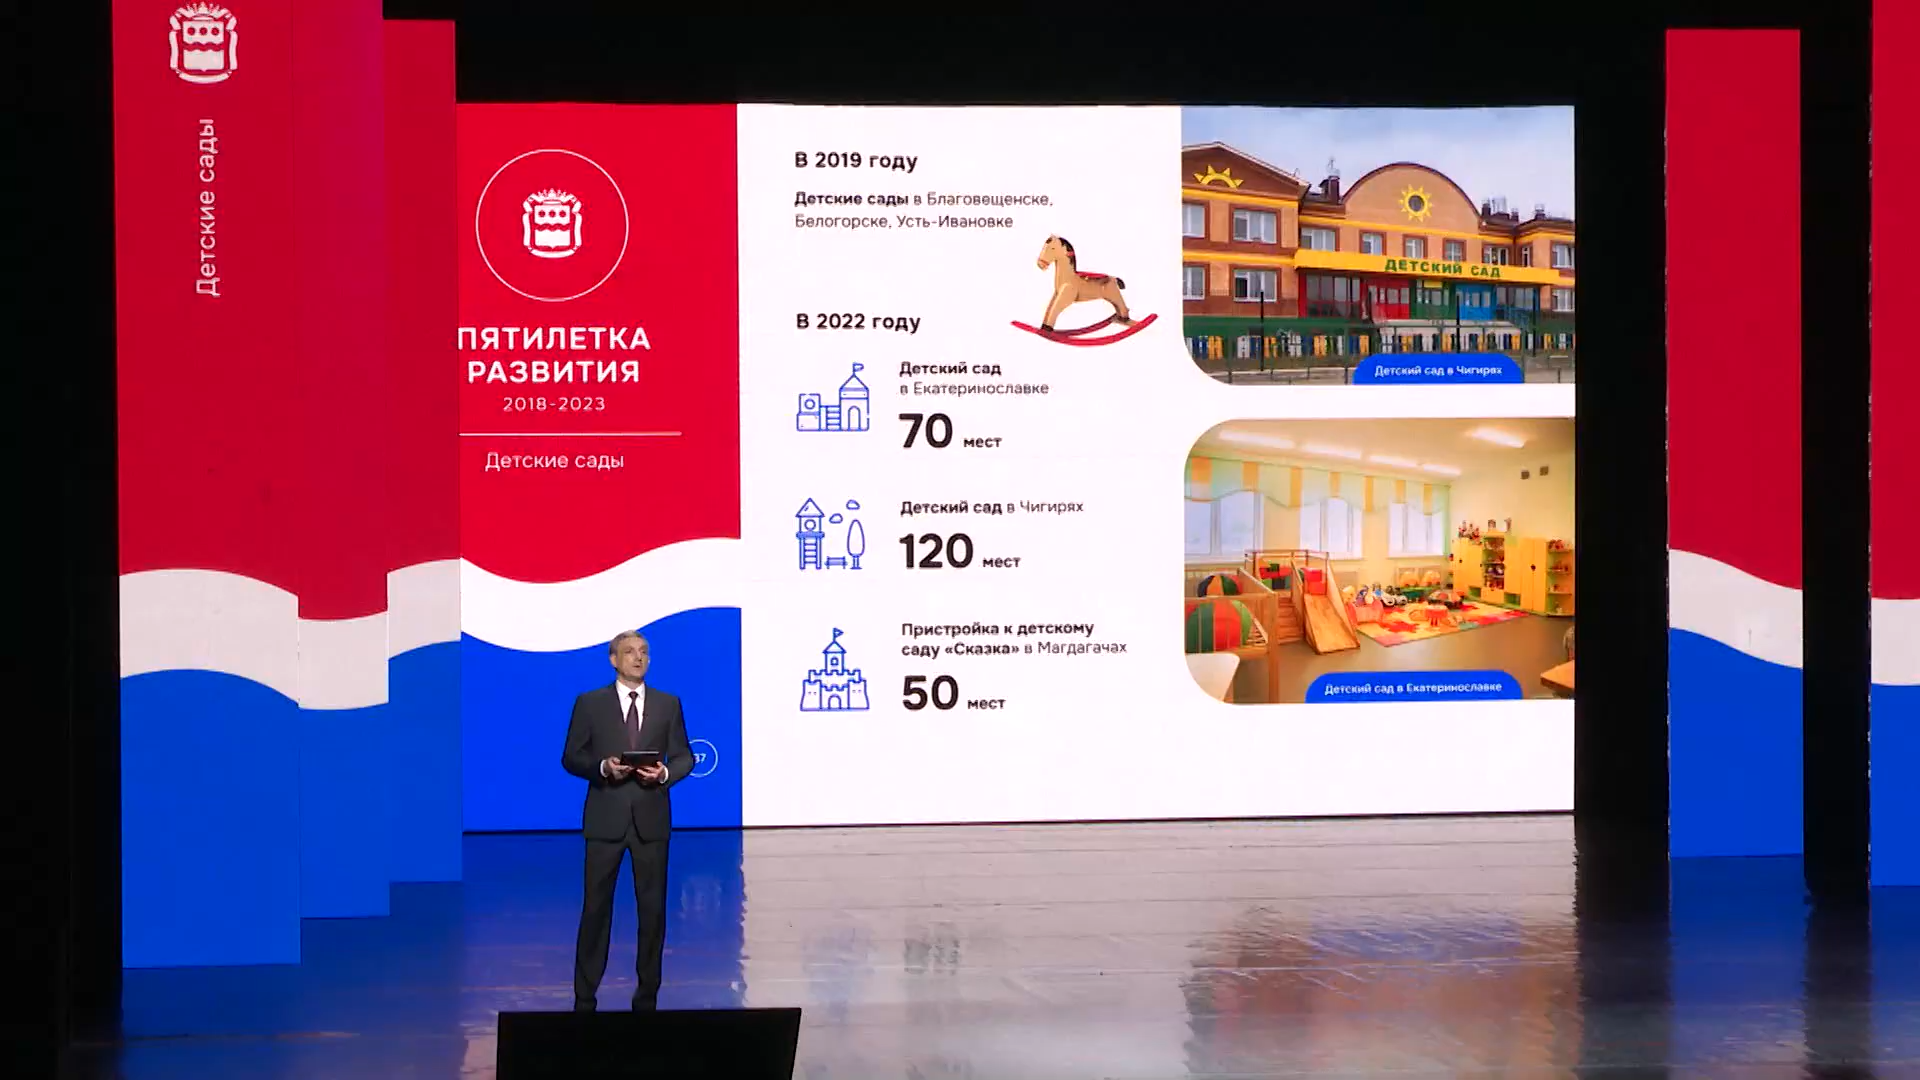 Детские сады
ПЯТИЛЕТКА
РАЗВИТИЯ
2018-2023
Детские сады
37
В 2019 году
Детские сады в Благовещенске,
Белогорске, Усть-Ивановке
В 2022 году
Детский сад
в Екатеринославке
70 мест
Детский сад в Чигирях
120 мест
Пристройка к детскому
саду «Сказка» в Магдагачах
50 мест
ДЕТСКИЙ САД
Детский сад в Чигирях
Детский сад в Екатеринославке